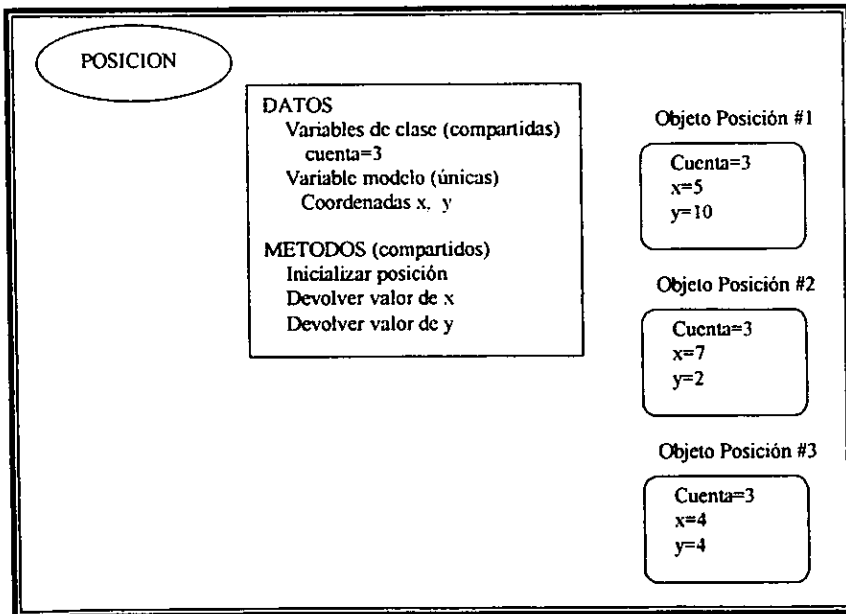 POSICION
DATOS
Variables de clase (compartidas)
cuenta=3
Variable modelo (únicas)
Coordenadas x, y
METODOS (compartidos)
Inicializar posición
Devolver valor de x
Devolver valor de y
Objeto Posición #1
Cuenta=3
x=5
y=10
Objeto Posición #2
Cuenta=3
x=7
y=2
Objeto Posición #3
Cuenta=3
x=4
y=4